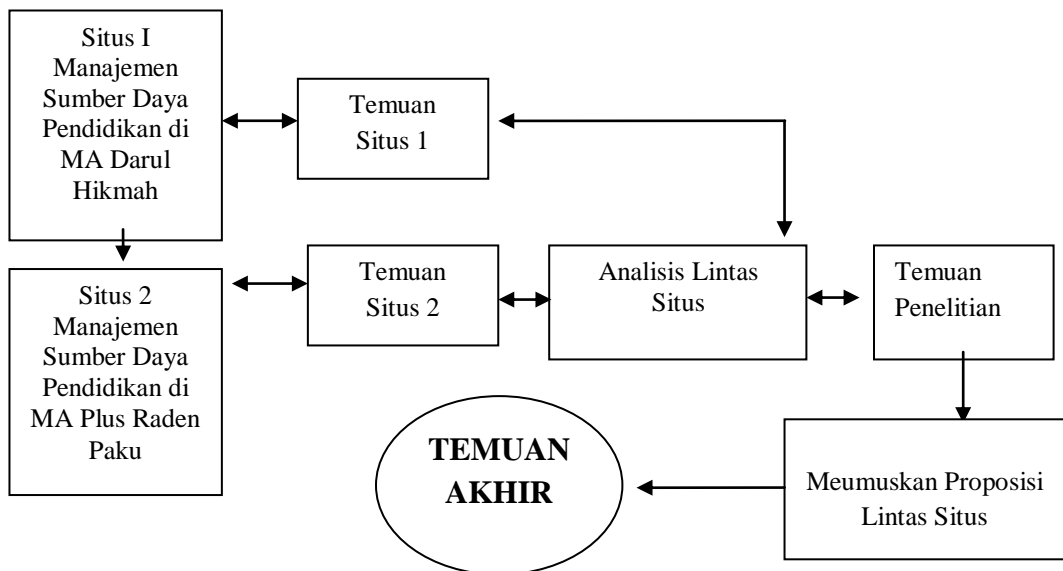 Situs I
Manajemen
Sumber Daya
Pendidikan di
MA Darul
Hikmah
Temuan
Situs 1
Situs 2
Manajemen
Sumber Daya
Pendidikan di
MA Plus Raden
Paku
Temuan
Situs 2
Analisis Lintas
Situs
Temuan
Penelitian
Meumuskan Proposisi
Lintas Situs
TEMUAN
AKHIR